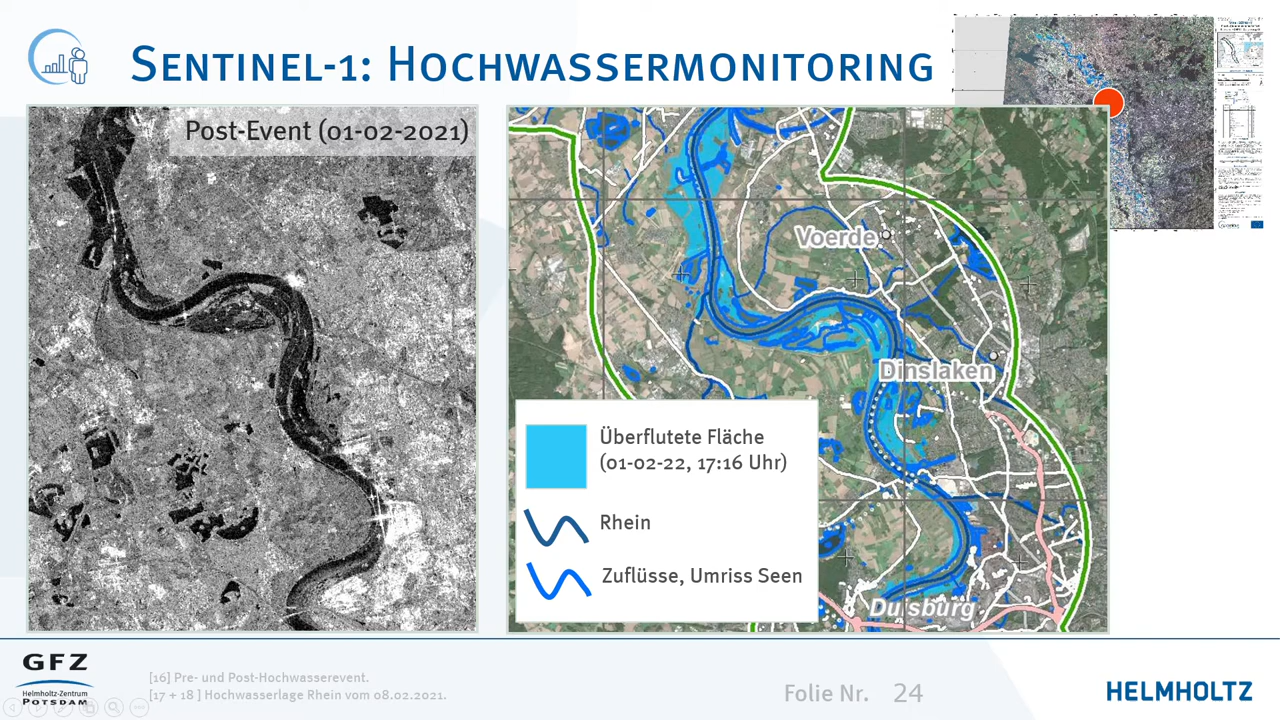 Sentinel-1: Hochwassermonitoring
Post-Event (01-02-2021)
Voerde
Dinslaken
Duisburg
Überflutete Fläche
(01-02-22, 17:16 Uhr)
Rhein
Zuflüsse, Umriss Seen
GFZ
Helmholtz-Zentrum
POTSDAM
[16] Pre- und Post-Hochwasserevent.
[17 + 18 ] Hochwasserlage Rhein vom 08.02.2021.
Folie Nr. 24
HELMHOLTZ